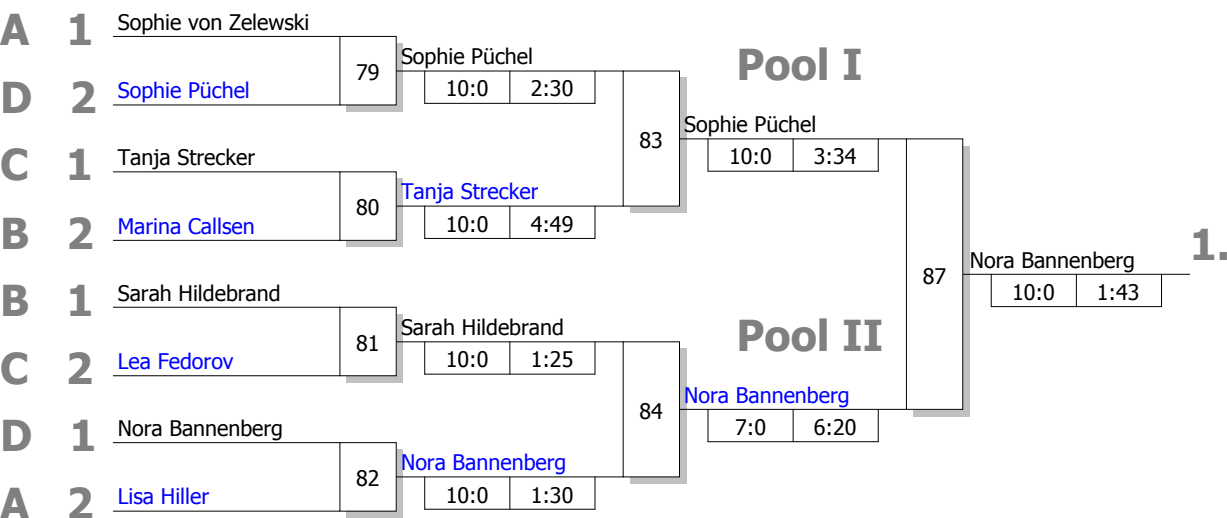 A 1 Sophie von Zelewski
79
Sophie Püchel
10:0 2:30
D 2 Sophie Püchel
Pool I
83
Sophie Püchel
10:0 3:34
C 1 Tanja Strecker
80
Tanja Strecker
10:0 4:49
B 2 Marina Callsen
87
Nora Bannenberg
10:0 1:43
1.
B 1 Sarah Hildebrand
81
Sarah Hildebrand
10:0 1:25
C 2 Lea Fedorov
Pool II
84
Nora Bannenberg
7:0 6:20
D 1 Nora Bannenberg
82
Nora Bannenberg
10:0 1:30
A 2 Lisa Hiller